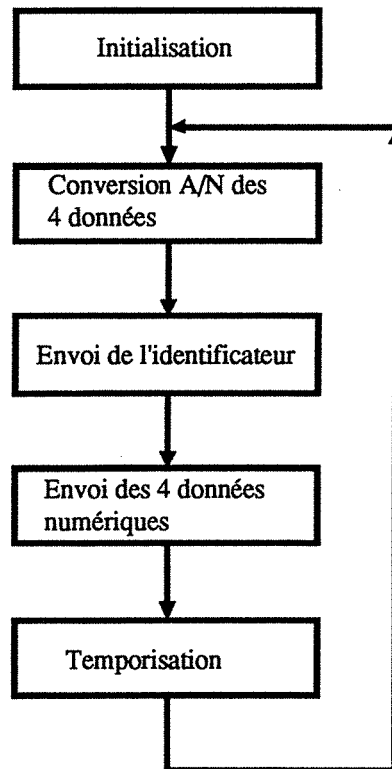 Initialisation
Conversion A/N des
4 données
Envoi de l'identificateur
Envoi des 4 données
numériques
Temporisation